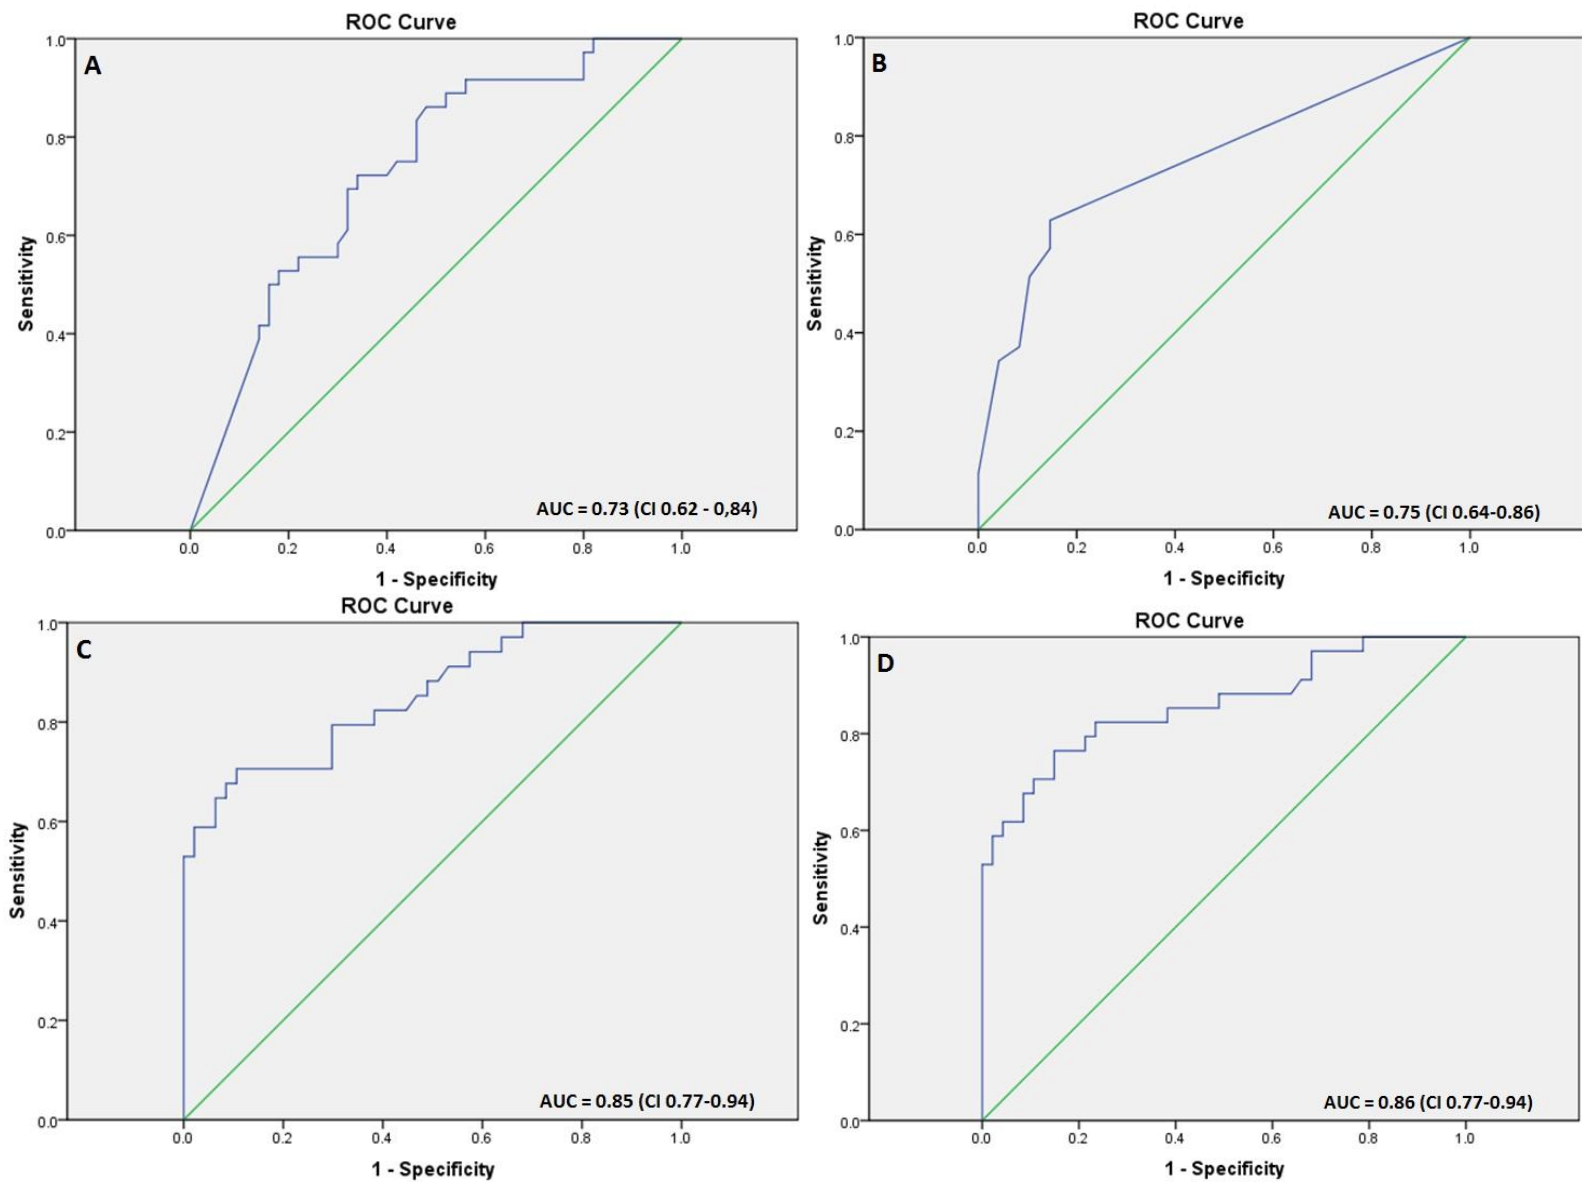 ROC Curve
A
1.0
0.8
0.6
0.4
0.2
0.0
Sensitivity
0.0 0.2 0.4 0.6 0.8 1.0
1 - Specificity
AUC = 0.73 (CI 0.62 - 0,84)
ROC Curve
B
1.0
0.8
0.6
0.4
0.2
0.0
Sensitivity
0.0 0.2 0.4 0.6 0.8 1.0
1 - Specificity
AUC = 0.75 (CI 0.64-0.86)
ROC Curve
C
1.0
0.8
0.6
0.4
0.2
0.0
Sensitivity
0.0 0.2 0.4 0.6 0.8 1.0
1 - Specificity
AUC = 0.85 (CI 0.77-0.94)
ROC Curve
D
1.0
0.8
0.6
0.4
0.2
0.0
Sensitivity
0.0 0.2 0.4 0.6 0.8 1.0
1 - Specificity
AUC = 0.86 (CI 0.77-0.94)